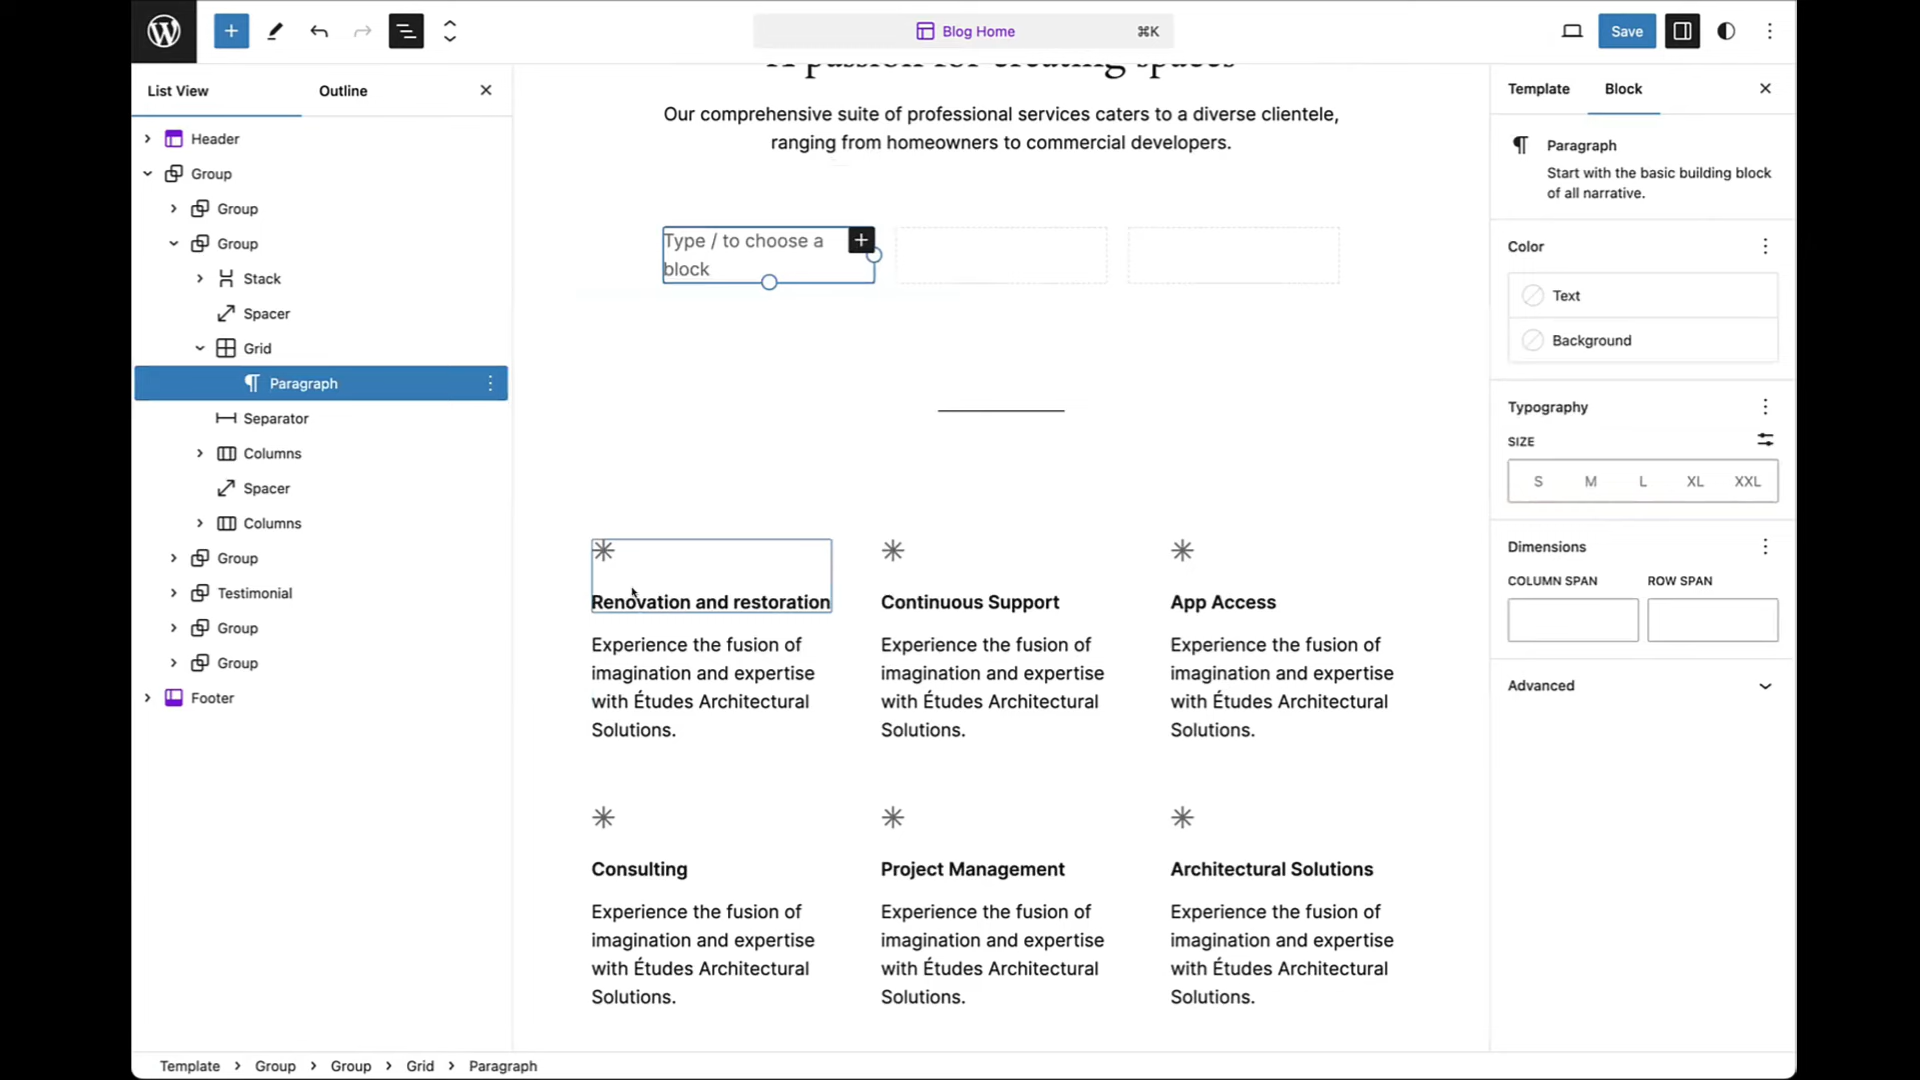 Blog Home
⌘K
Save
List View
Outline
Header
Group
Group
Group
Stack
Spacer
Grid
Paragraph
Separator
Columns
Spacer
Columns
Group
Testimonial
Group
Group
Footer
A passion for creating spaces
Our comprehensive suite of professional services caters to a diverse clientele,
ranging from homeowners to commercial developers.
Type / to choose a
block
Renovation and restoration
Experience the fusion of
imagination and expertise
with Études Architectural
Solutions.
Continuous Support
Experience the fusion of
imagination and expertise
with Études Architectural
Solutions.
App Access
Experience the fusion of
imagination and expertise
with Études Architectural
Solutions.
Consulting
Experience the fusion of
imagination and expertise
with Études Architectural
Solutions.
Project Management
Experience the fusion of
imagination and expertise
with Études Architectural
Solutions.
Architectural Solutions
Experience the fusion of
imagination and expertise
with Études Architectural
Solutions.
Template
Block
Paragraph
Start with the basic building block
of all narrative.
Color
Text
Background
Typography
SIZE
S M L XL XXL
Dimensions
COLUMN SPAN
ROW SPAN
Advanced
Template > Group > Group > Grid > Paragraph